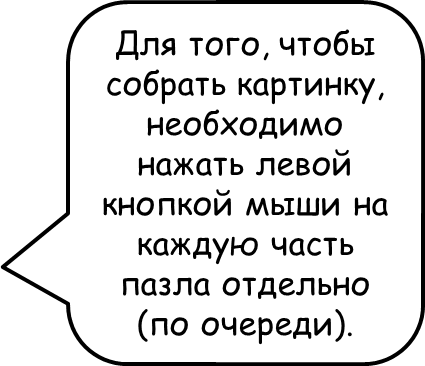 Для того, чтобы
собрать картинку,
необходимо
нажать левой
кнопкой мыши на
каждую часть
пазла отдельно
(по очереди).